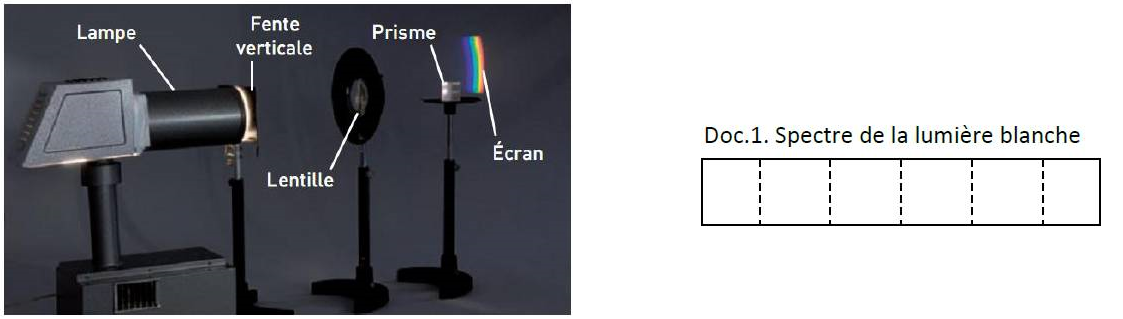 Lampe
Fente
verticale
Prisme
Lentille
Écran
Doc.1. Spectre de la lumière blanche